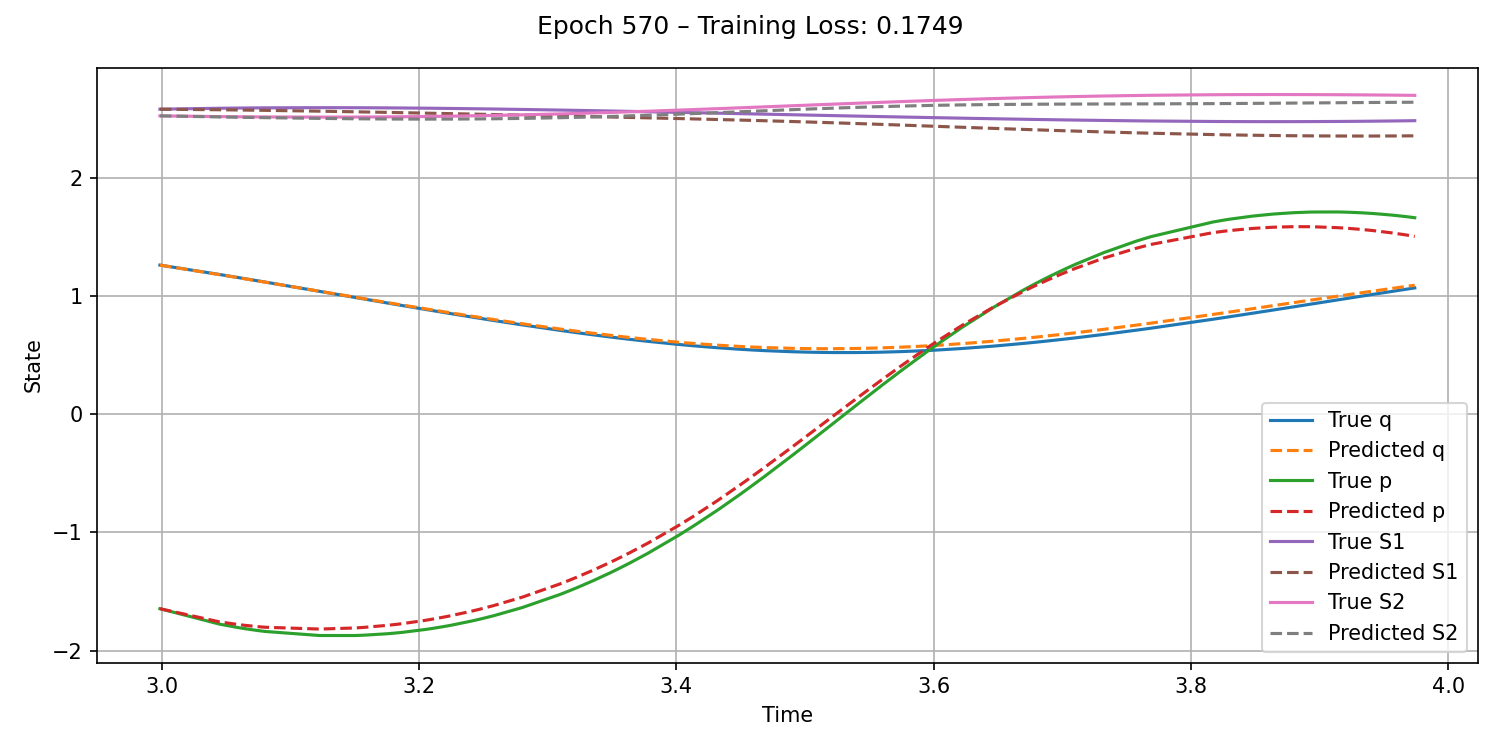 Epoch 570 – Training Loss: 0.1749
State
2
1
0
−1
−2
True q
Predicted q
True p
Predicted p
True S1
Predicted S1
True S2
Predicted S2
3.0 3.2 3.4 3.6 3.8 4.0
Time